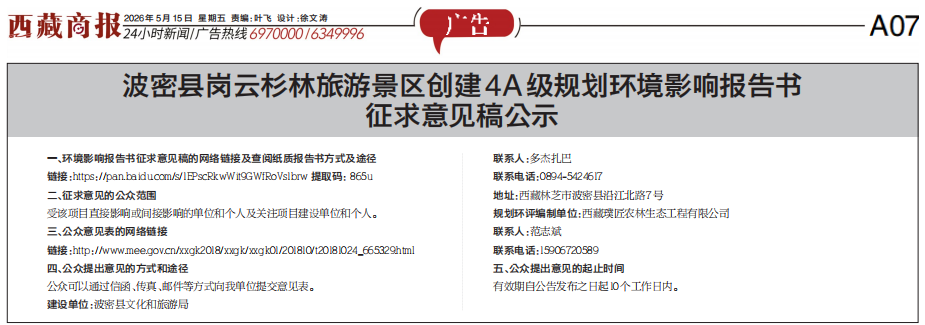 西藏商报
2026年5月15日 星期五 责编:叶飞 设计:徐文涛
24小时新闻/广告热线 6970000/6349996
广告
A07
波密县岗云杉林旅游景区创建4A级规划环境影响报告书
征求意见稿公示
一、环境影响报告书征求意见稿的网络链接及查阅纸质报告书方式及途径
链接:https://pan.baidu.com/s/1EPscRkwWit9GWfRoVs1brw 提取码: 865u
二、征求意见的公众范围
受该项目直接影响或间接影响的单位和个人及关注项目建设单位和个人。
三、公众意见表的网络链接
链接:http://www.mee.gov.cn/xxgk2018/xxgk/xxgk01/201810/t20181024_665329.html
四、公众提出意见的方式和途径
公众可以通过信函、传真、邮件等方式向我单位提交意见表。
建设单位:波密县文化和旅游局
联系人:多杰扎巴
联系电话:0894-5424617
地址:西藏林芝市波密县沿江北路7号
规划环评编制单位:西藏璞匠农林生态工程有限公司
联系人:范志斌
联系电话:15906720589
五、公众提出意见的起止时间
有效期自公告发布之日起10个工作日内。